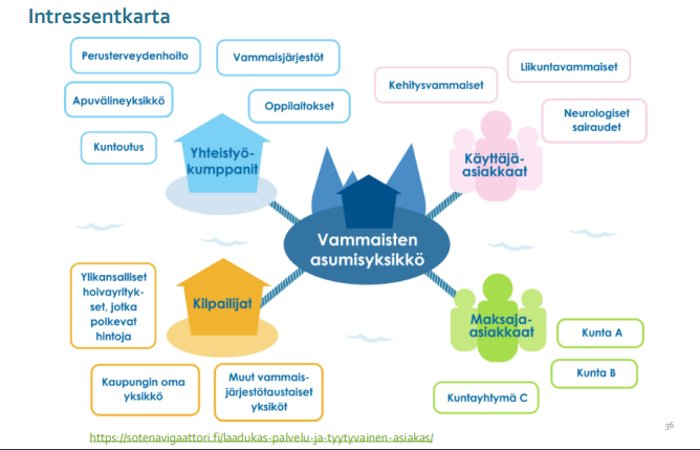 Intressentkarta
Perusterveydenhoito
Vammaisjärjestöt
Apuvälineyksikkö
Oppilaitokset
Kuntoutus
Yhteistyö-
kumppanit
Kehitysvammaiset
Liikuntavammaiset
Neurologiset
sairaudet
Käyttäjä-
asiakkaat
Vammaisten
asumisyksikkö
Ylikansalliset
hoivayrityk-
set, jotka
polkevat
hintoja
Kilpailijat
Kaupungin oma
yksikkö
Muut vammais-
järjestötaustaiset
yksiköt
Maksaja-
asiakkaat
Kunta A
Kunta B
Kuntayhtymä C
36
https://sotenavigaattori.fi/laadukas-palvelu-ja-tyytyvainen-asiakas/